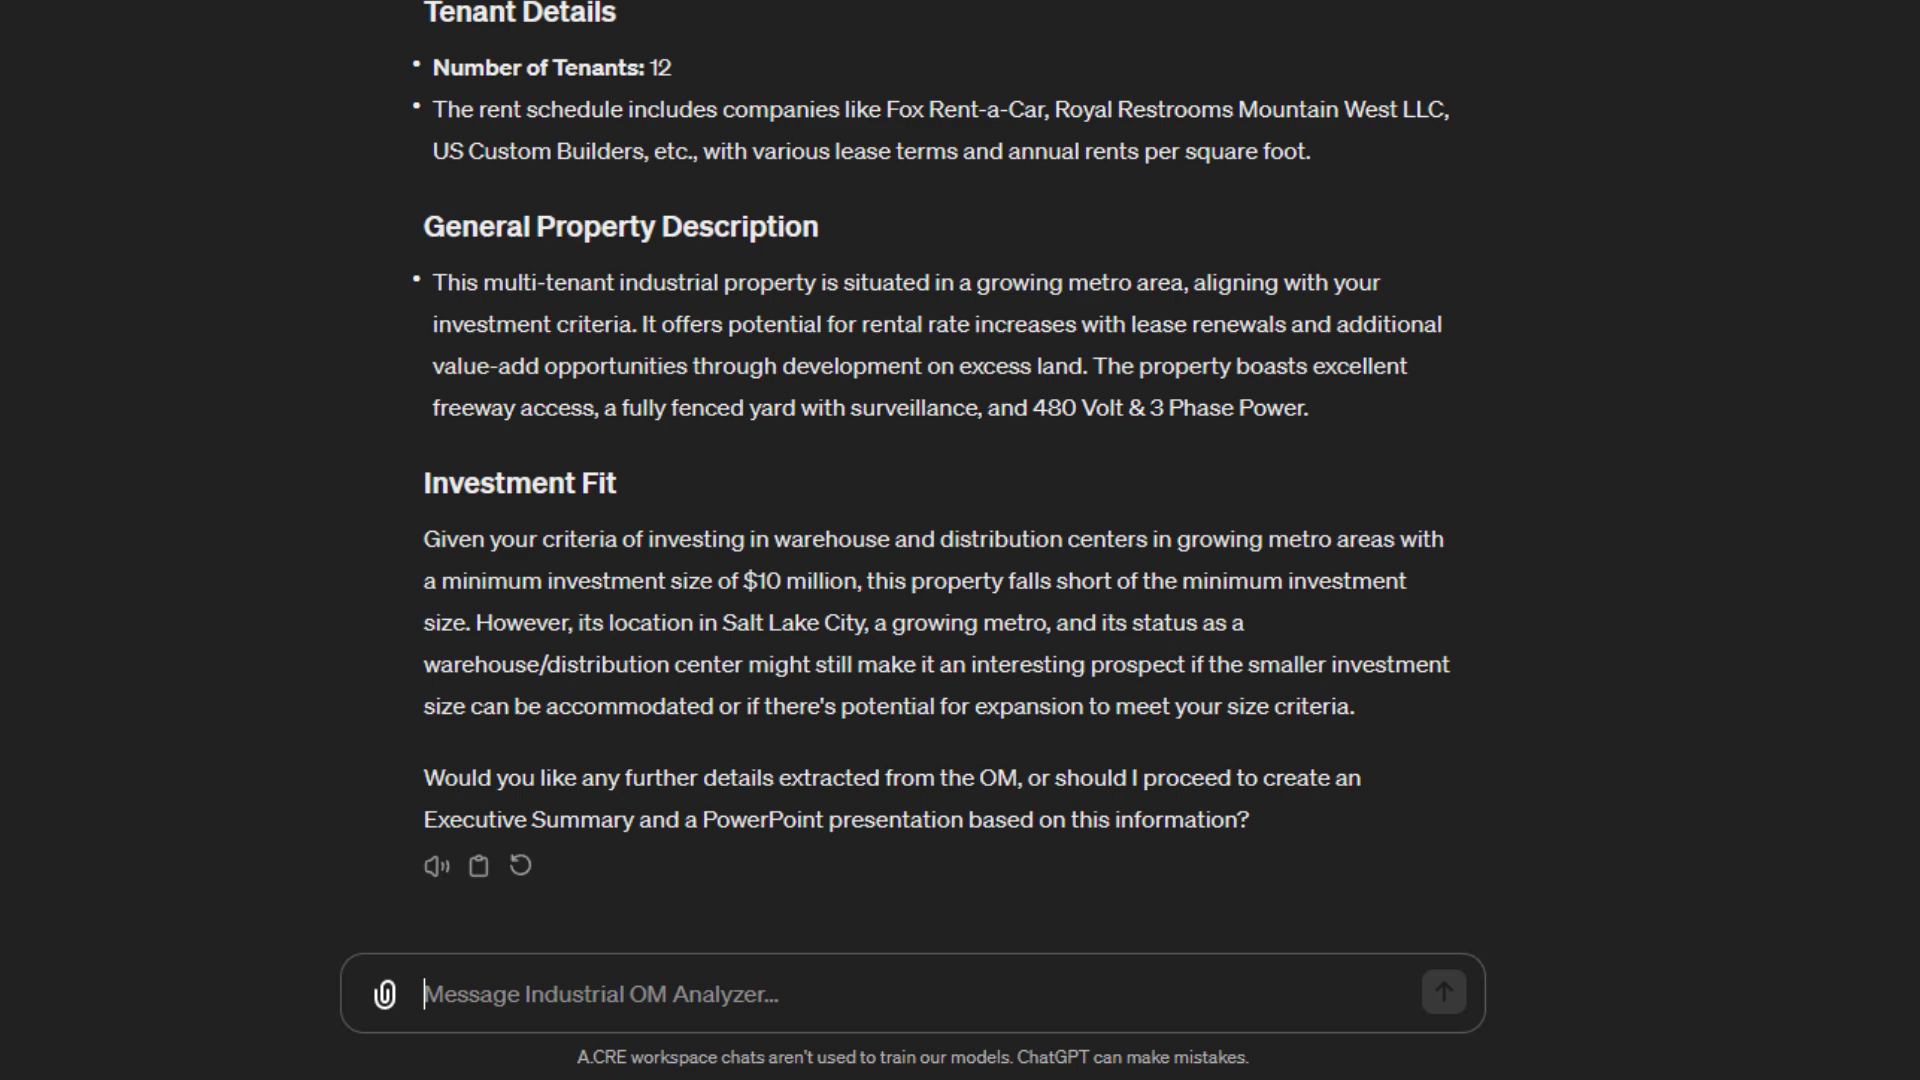 Tenant Details
• Number of Tenants: 12
• The rent schedule includes companies like Fox Rent-a-Car, Royal Restrooms Mountain West LLC,
US Custom Builders, etc., with various lease terms and annual rents per square foot.
General Property Description
• This multi-tenant industrial property is situated in a growing metro area, aligning with your
investment criteria. It offers potential for rental rate increases with lease renewals and additional
value-add opportunities through development on excess land. The property boasts excellent
freeway access, a fully fenced yard with surveillance, and 480 Volt & 3 Phase Power.
Investment Fit
Given your criteria of investing in warehouse and distribution centers in growing metro areas with
a minimum investment size of $10 million, this property falls short of the minimum investment
size. However, its location in Salt Lake City, a growing metro, and its status as a
warehouse/distribution center might still make it an interesting prospect if the smaller investment
size can be accommodated or if there's potential for expansion to meet your size criteria.
Would you like any further details extracted from the OM, or should I proceed to create an
Executive Summary and a PowerPoint presentation based on this information?
Message Industrial OM Analyzer...
A.CRE workspace chats aren't used to train our models. ChatGPT can make mistakes.